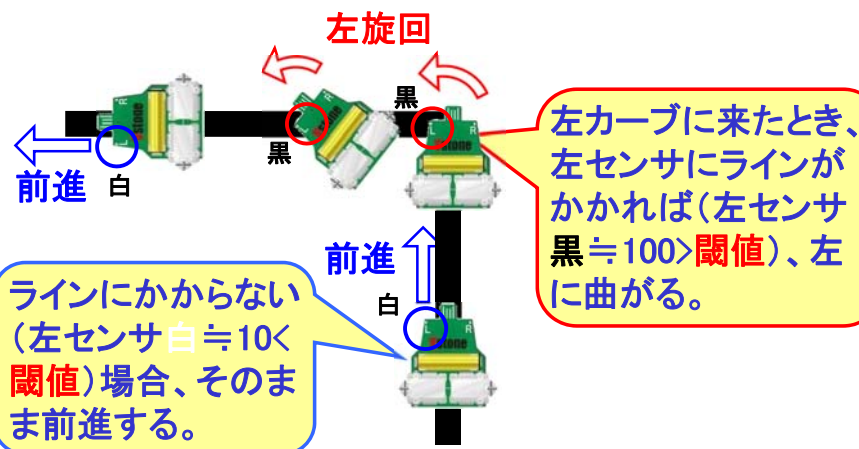 左旋回
黒
R
L
R
L
黒
stone
L
R
stone
前進
白
左カーブに来たとき、
左センサにラインが
かかれば(左センサ
黒≒100>閾値)、左
に曲がる。
前進
白
L
R
stone
ラインにかからない
(左センサ白≒10<
閾値)場合、そのま
ま前進する。